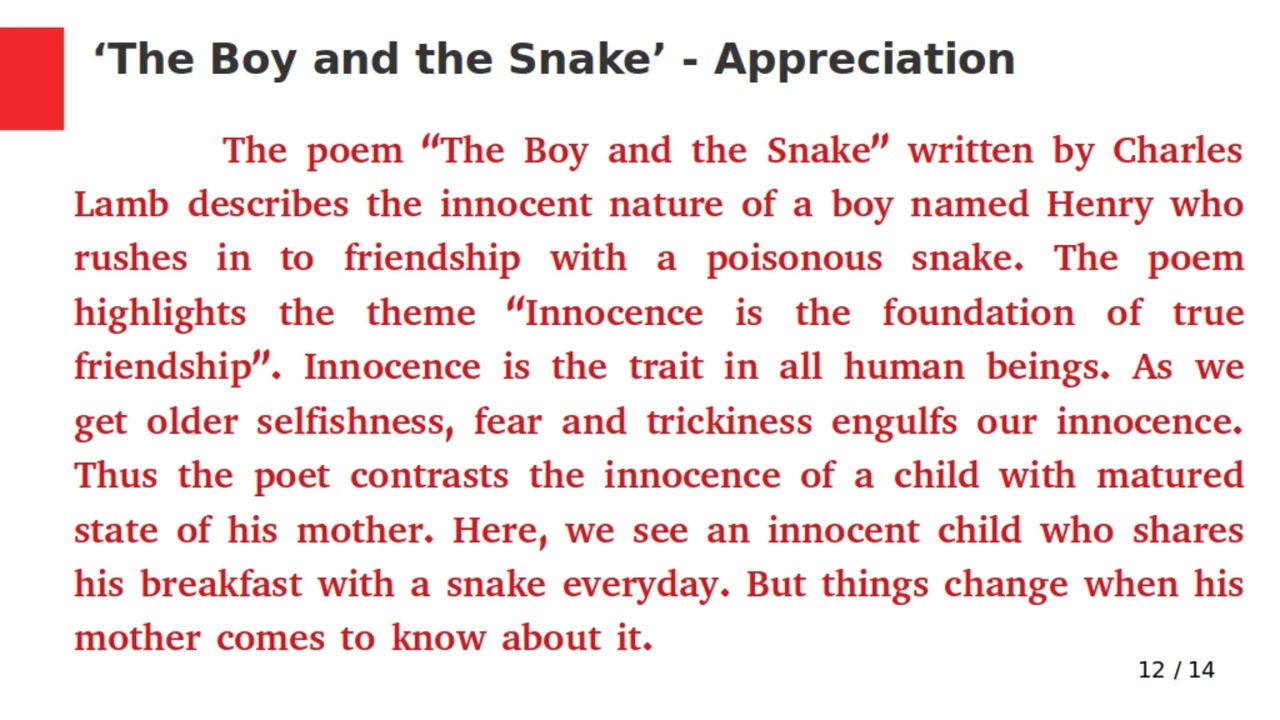 ‘The Boy and the Snake’ - Appreciation
The poem “The Boy and the Snake” written by Charles
Lamb describes the innocent nature of a boy named Henry who
rushes in to friendship with a poisonous snake. The poem
highlights the theme “Innocence is the foundation of true
friendship”. Innocence is the trait in all human beings. As we
get older selfishness, fear and trickiness engulfs our innocence.
Thus the poet contrasts the innocence of a child with matured
state of his mother. Here, we see an innocent child who shares
his breakfast with a snake everyday. But things change when his
mother comes to know about it.
12 / 14